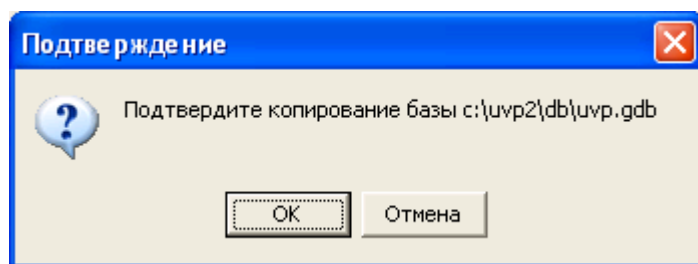 Подтверждение
Подтвердите копирование базы c:\uvp2\db\uvp.gdb
OK
Отмена